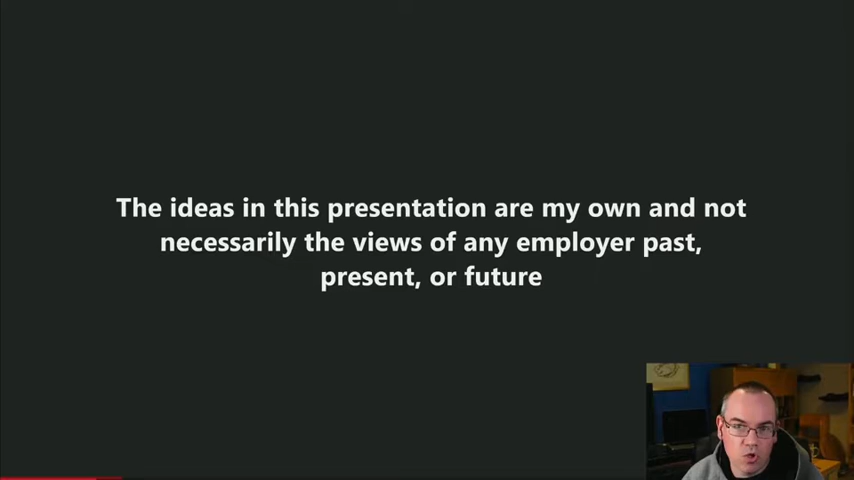 The ideas in this presentation are my own and not
necessarily the views of any employer past,
present, or future